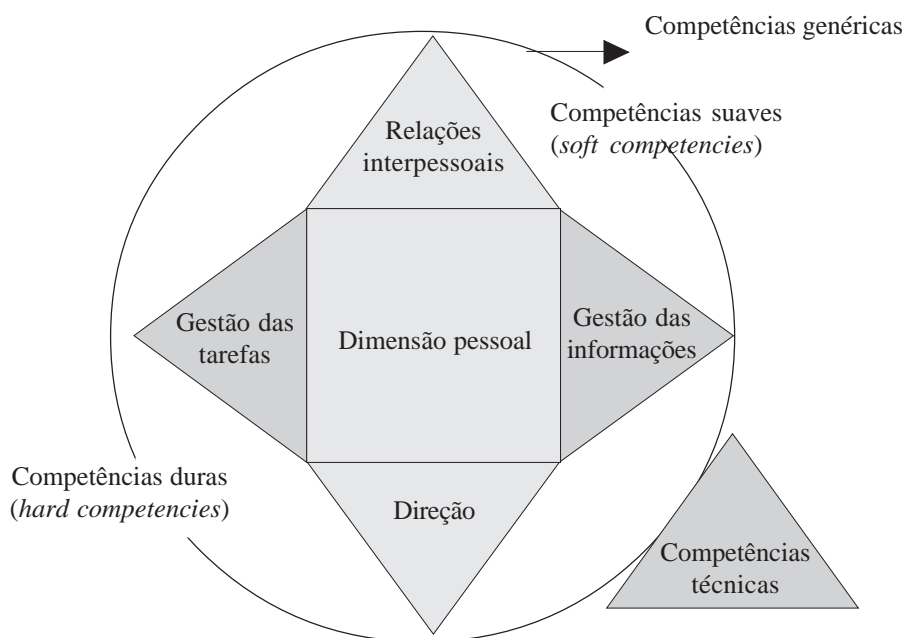 Competências genéricas
Competências suaves
(soft competencies)
Relações
interpessoais
Gestão das
tarefas
Dimensão pessoal
Gestão das
informações
Competências duras
(hard competencies)
Direção
Competências
técnicas